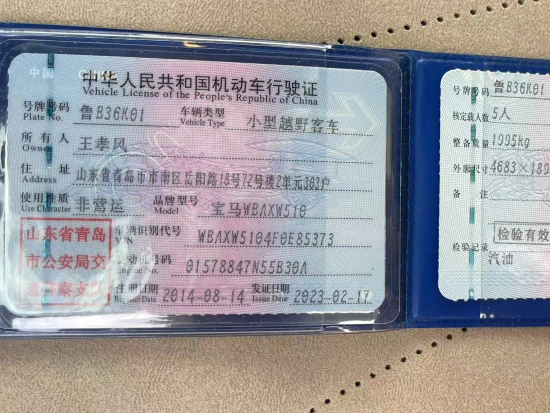 中华人民共和国机动车行驶证
Vehicle License of the People's Republic of China
号牌号码 鲁B36K01 车辆类型 小型越野客车
Plate No. Vehicle Type
所有人 王孝风
Owner
住址 山东省青岛市市南区岳阳路18号72号楼2单元303户
Address
使用性质 非营运 品牌型号 宝马WBAXW510
Use Character Model
山东省青岛
市公安局交
车辆识别代号 WBAXW5104F0E85373
VIN
发动机号码 01578847N55B30A
Engine No.
注册日期 2014-08-14 发证日期 2023-02-17
Register Date Issue Date
号牌号码 鲁B36K01
核定载人数 5人
整备质量 1995kg
外廓尺寸 4683×189
检验有效
检验记录
汽油